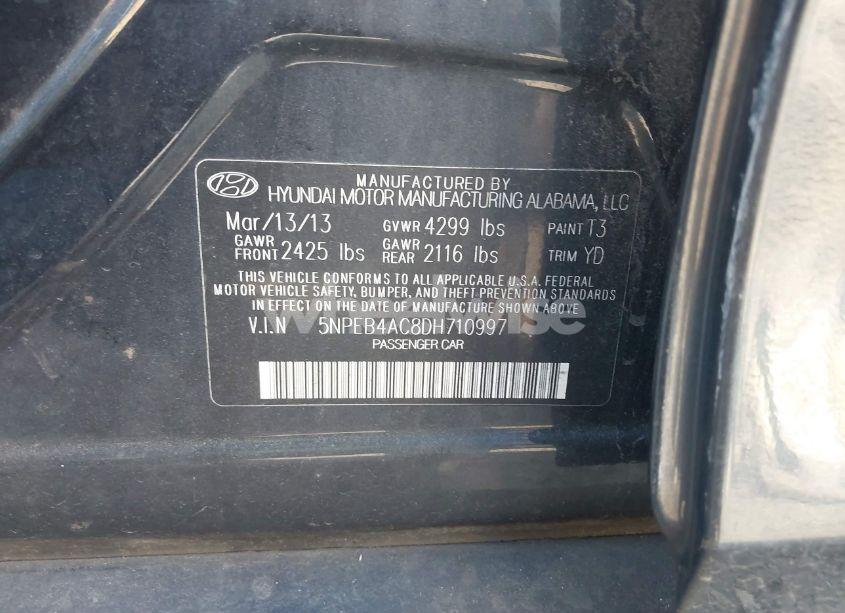 MANUFACTURED BY
HYUNDAI MOTOR MANUFACTURING ALABAMA, LLC
Mar/13/13 GVWR 4299 lbs PAINT T3
GAWR FRONT 2425 lbs GAWR REAR 2116 lbs TRIM YD
THIS VEHICLE CONFORMS TO ALL APPLICABLE U.S.A. FEDERAL
MOTOR VEHICLE SAFETY, BUMPER, AND THEFT PREVENTION STANDARDS
IN EFFECT ON THE DATE OF MANUFACTURE SHOWN ABOVE.
V.I.N 5NPEB4AC8DH710997
PASSENGER CAR